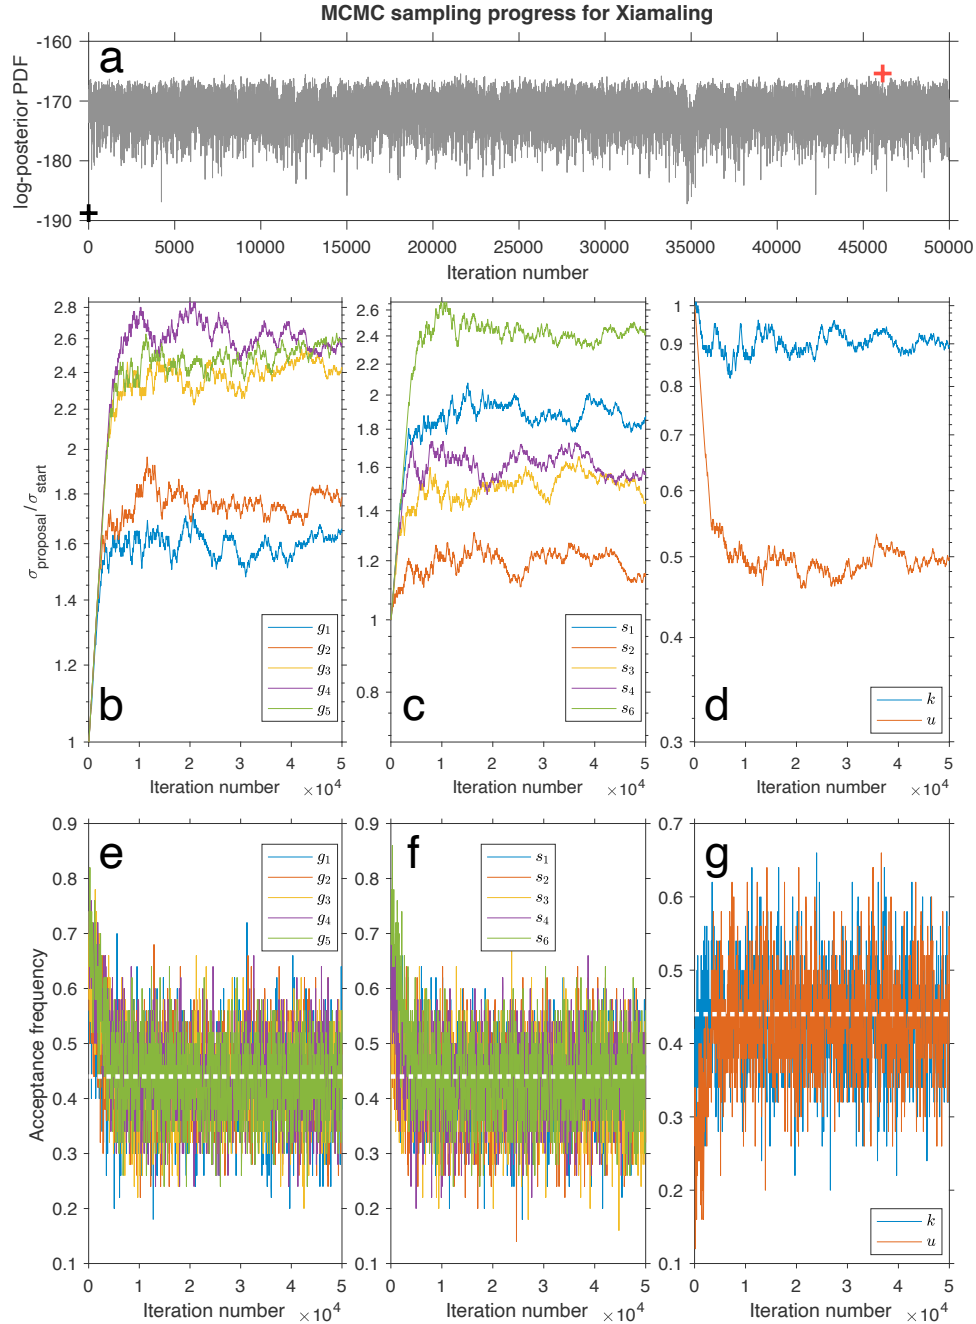 MCMC sampling progress for Xiamaling
a
log-posterior PDF
-160
-170
-180
-190
0 5000 10000 15000 20000 25000 30000 35000 40000 45000 50000
Iteration number
b
σproposal/σstart
2.8
2.6
2.4
2.2
2
1.8
1.6
1.4
1.2
1
g1
g2
g3
g4
g5
0 1 2 3 4 5
Iteration number ×10^4
c
2.6
2.4
2.2
2
1.8
1.6
1.4
1.2
1
0.8
s1
s2
s3
s4
s6
0 1 2 3 4 5
Iteration number ×10^4
d
1
0.9
0.8
0.7
0.6
0.5
0.4
0.3
k
u
0 1 2 3 4 5
Iteration number ×10^4
e
Acceptance frequency
0.9
0.8
0.7
0.6
0.5
0.4
0.3
0.2
0.1
g1
g2
g3
g4
g5
0 1 2 3 4 5
Iteration number ×10^4
f
0.9
0.8
0.7
0.6
0.5
0.4
0.3
0.2
0.1
s1
s2
s3
s4
s6
0 1 2 3 4 5
Iteration number ×10^4
g
0.7
0.6
0.5
0.4
0.3
0.2
0.1
k
u
0 1 2 3 4 5
Iteration number ×10^4